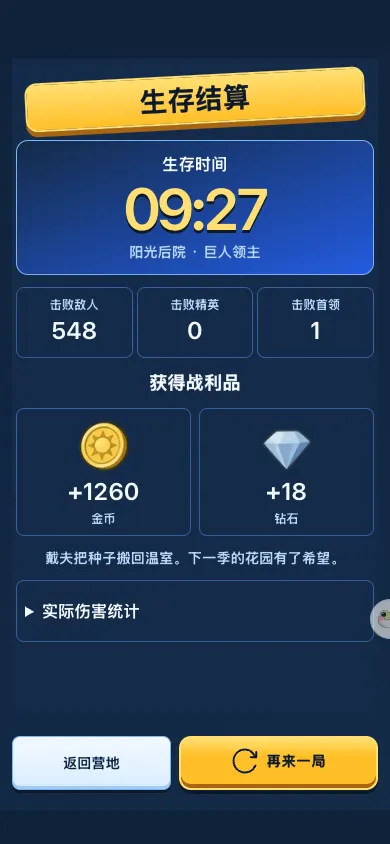 生存结算
生存时间
09:27
阳光后院 · 巨人领主
击败敌人
548
击败精英
0
击败首领
1
获得战利品
+1260
金币
+18
钻石
戴夫把种子搬回温室。下一季的花园有了希望。
▶ 实际伤害统计
返回营地
再来一局